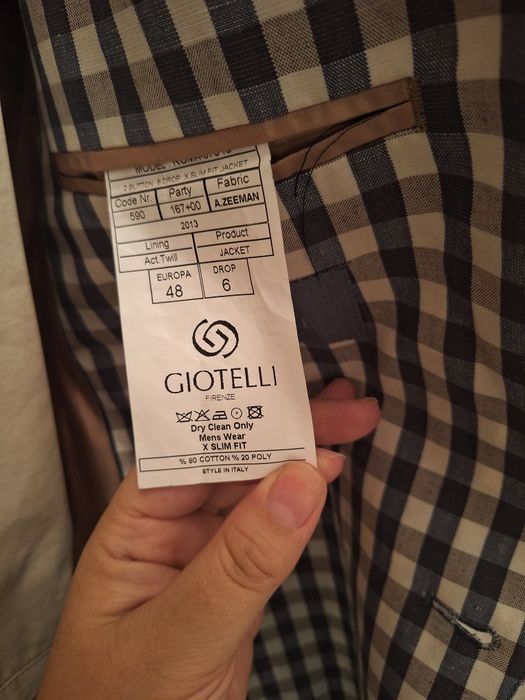 2 BUTTON 6 DROP X SLIM FIT JACKET
Code Nr. Party Fabric
590 167+00 A.ZEEMAN
2013
Lining Product
Act.Twill JACKET
EUROPA DROP
48 6
GIOTELLI
FIRENZE
Dry Clean Only
Mens Wear
X SLIM FIT
% 80 COTTON % 20 POLY
STYLE IN ITALY